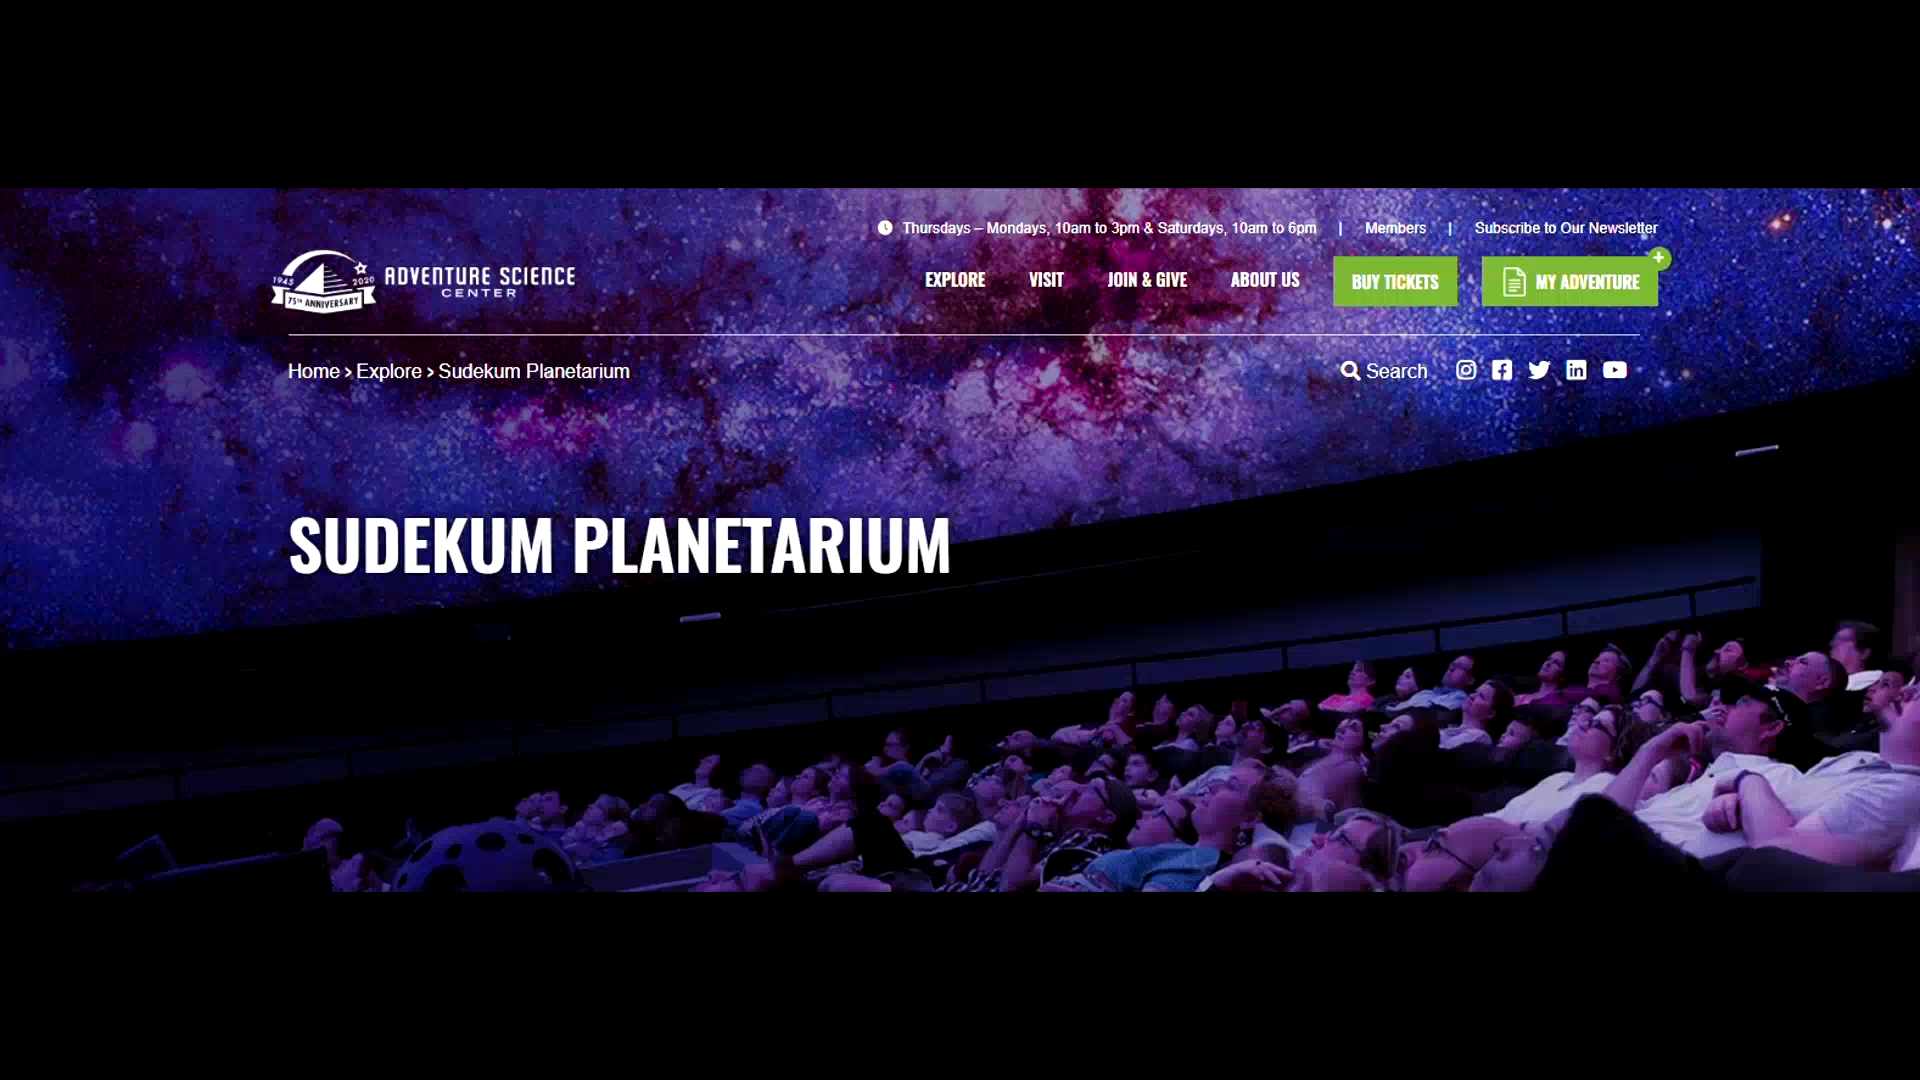 Thursdays – Mondays, 10am to 3pm & Saturdays, 10am to 6pm | Members | Subscribe to Our Newsletter
1945 2020
75TH ANNIVERSARY
ADVENTURE SCIENCE
CENTER
EXPLORE VISIT JOIN & GIVE ABOUT US BUY TICKETS MY ADVENTURE +
Home > Explore > Sudekum Planetarium
Search
SUDEKUM PLANETARIUM